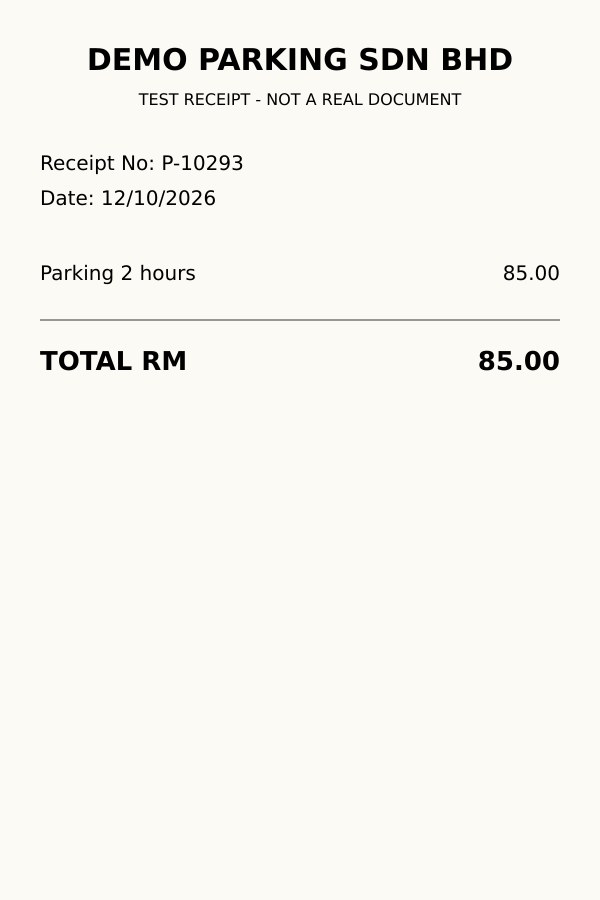 DEMO PARKING SDN BHD
TEST RECEIPT - NOT A REAL DOCUMENT
Receipt No: P-10293
Date: 12/10/2026
Parking 2 hours 85.00
TOTAL RM 85.00